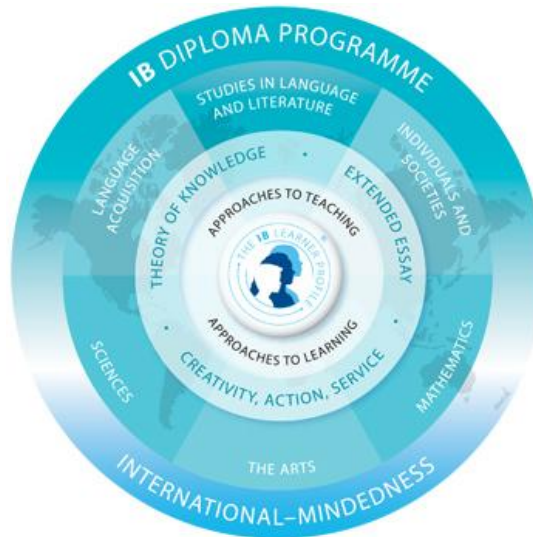 IB DIPLOMA PROGRAMME
STUDIES IN LANGUAGE
AND LITERATURE
LANGUAGE
ACQUISITION
INDIVIDUALS AND
SOCIETIES
THEORY OF KNOWLEDGE
EXTENDED ESSAY
APPROACHES TO TEACHING
THE IB LEARNER PROFILE
®
APPROACHES TO LEARNING
CREATIVITY, ACTION, SERVICE
SCIENCES
MATHEMATICS
THE ARTS
INTERNATIONAL–MINDEDNESS